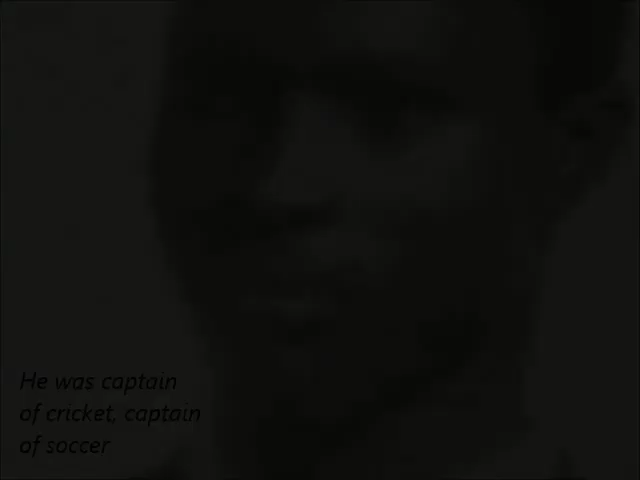 He was captain
of cricket, captain
of soccer